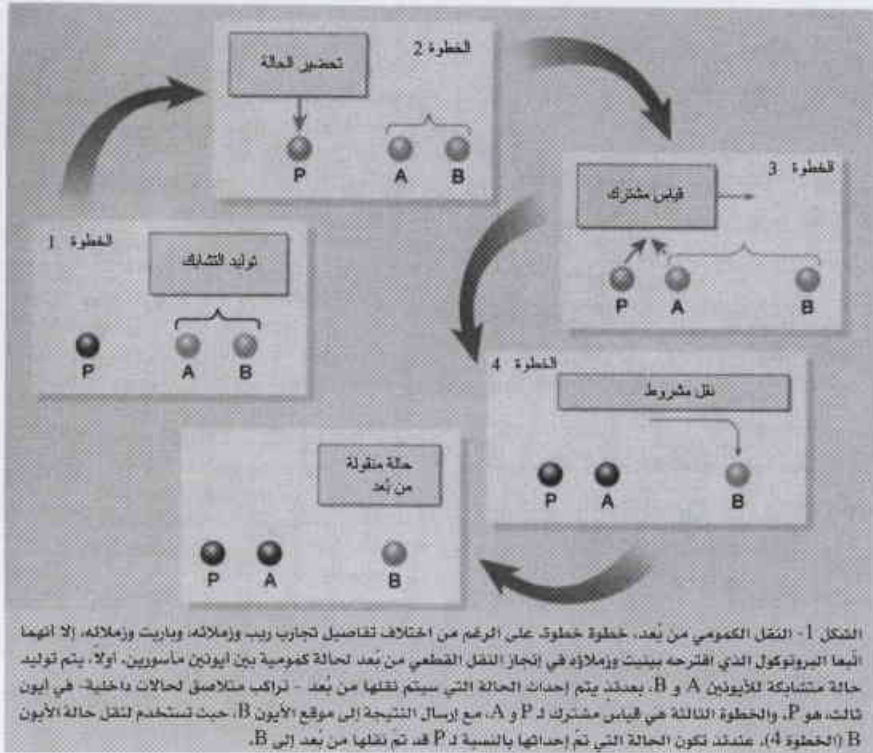 الخطوة 2
تحضير الحالة
P A B
الخطوة 3
قياس مشترك
P A B
الخطوة 1
توليد التشابك
P A B
الخطوة 4
نقل مشروط
P A B
حالة منقولة
من بُعد
P A B
الشكل 1- النقل الكمومي من بُعد، خطوة خطوة. على الرغم من اختلاف تفاصيل تجارب ريب وزملائه، وباريت وزملائه، إلا أنهما
اتبعا البروتوكول الذي اقترحه بينيت وزملاؤه في إنجاز النقل القطعي من بُعد لحالة كمومية بين أيونين مأسورين. أولاً، يتم توليد
حالة متشابكة للأيونين A و B. بعدئذٍ يتم إحداث الحالة التي سيتم نقلها من بُعد - تراكب متلاصق لحالات داخلية- في أيون
ثالث، هو P. والخطوة الثالثة هي قياس مشترك لـ P و A، مع إرسال النتيجة إلى موقع الأيون B، حيث تستخدم لنقل حالة الأيون
B (الخطوة 4). عندئذٍ تكون الحالة التي تمّ إحداثها بالنسبة لـ P قد تمّ نقلها من بُعد إلى B.